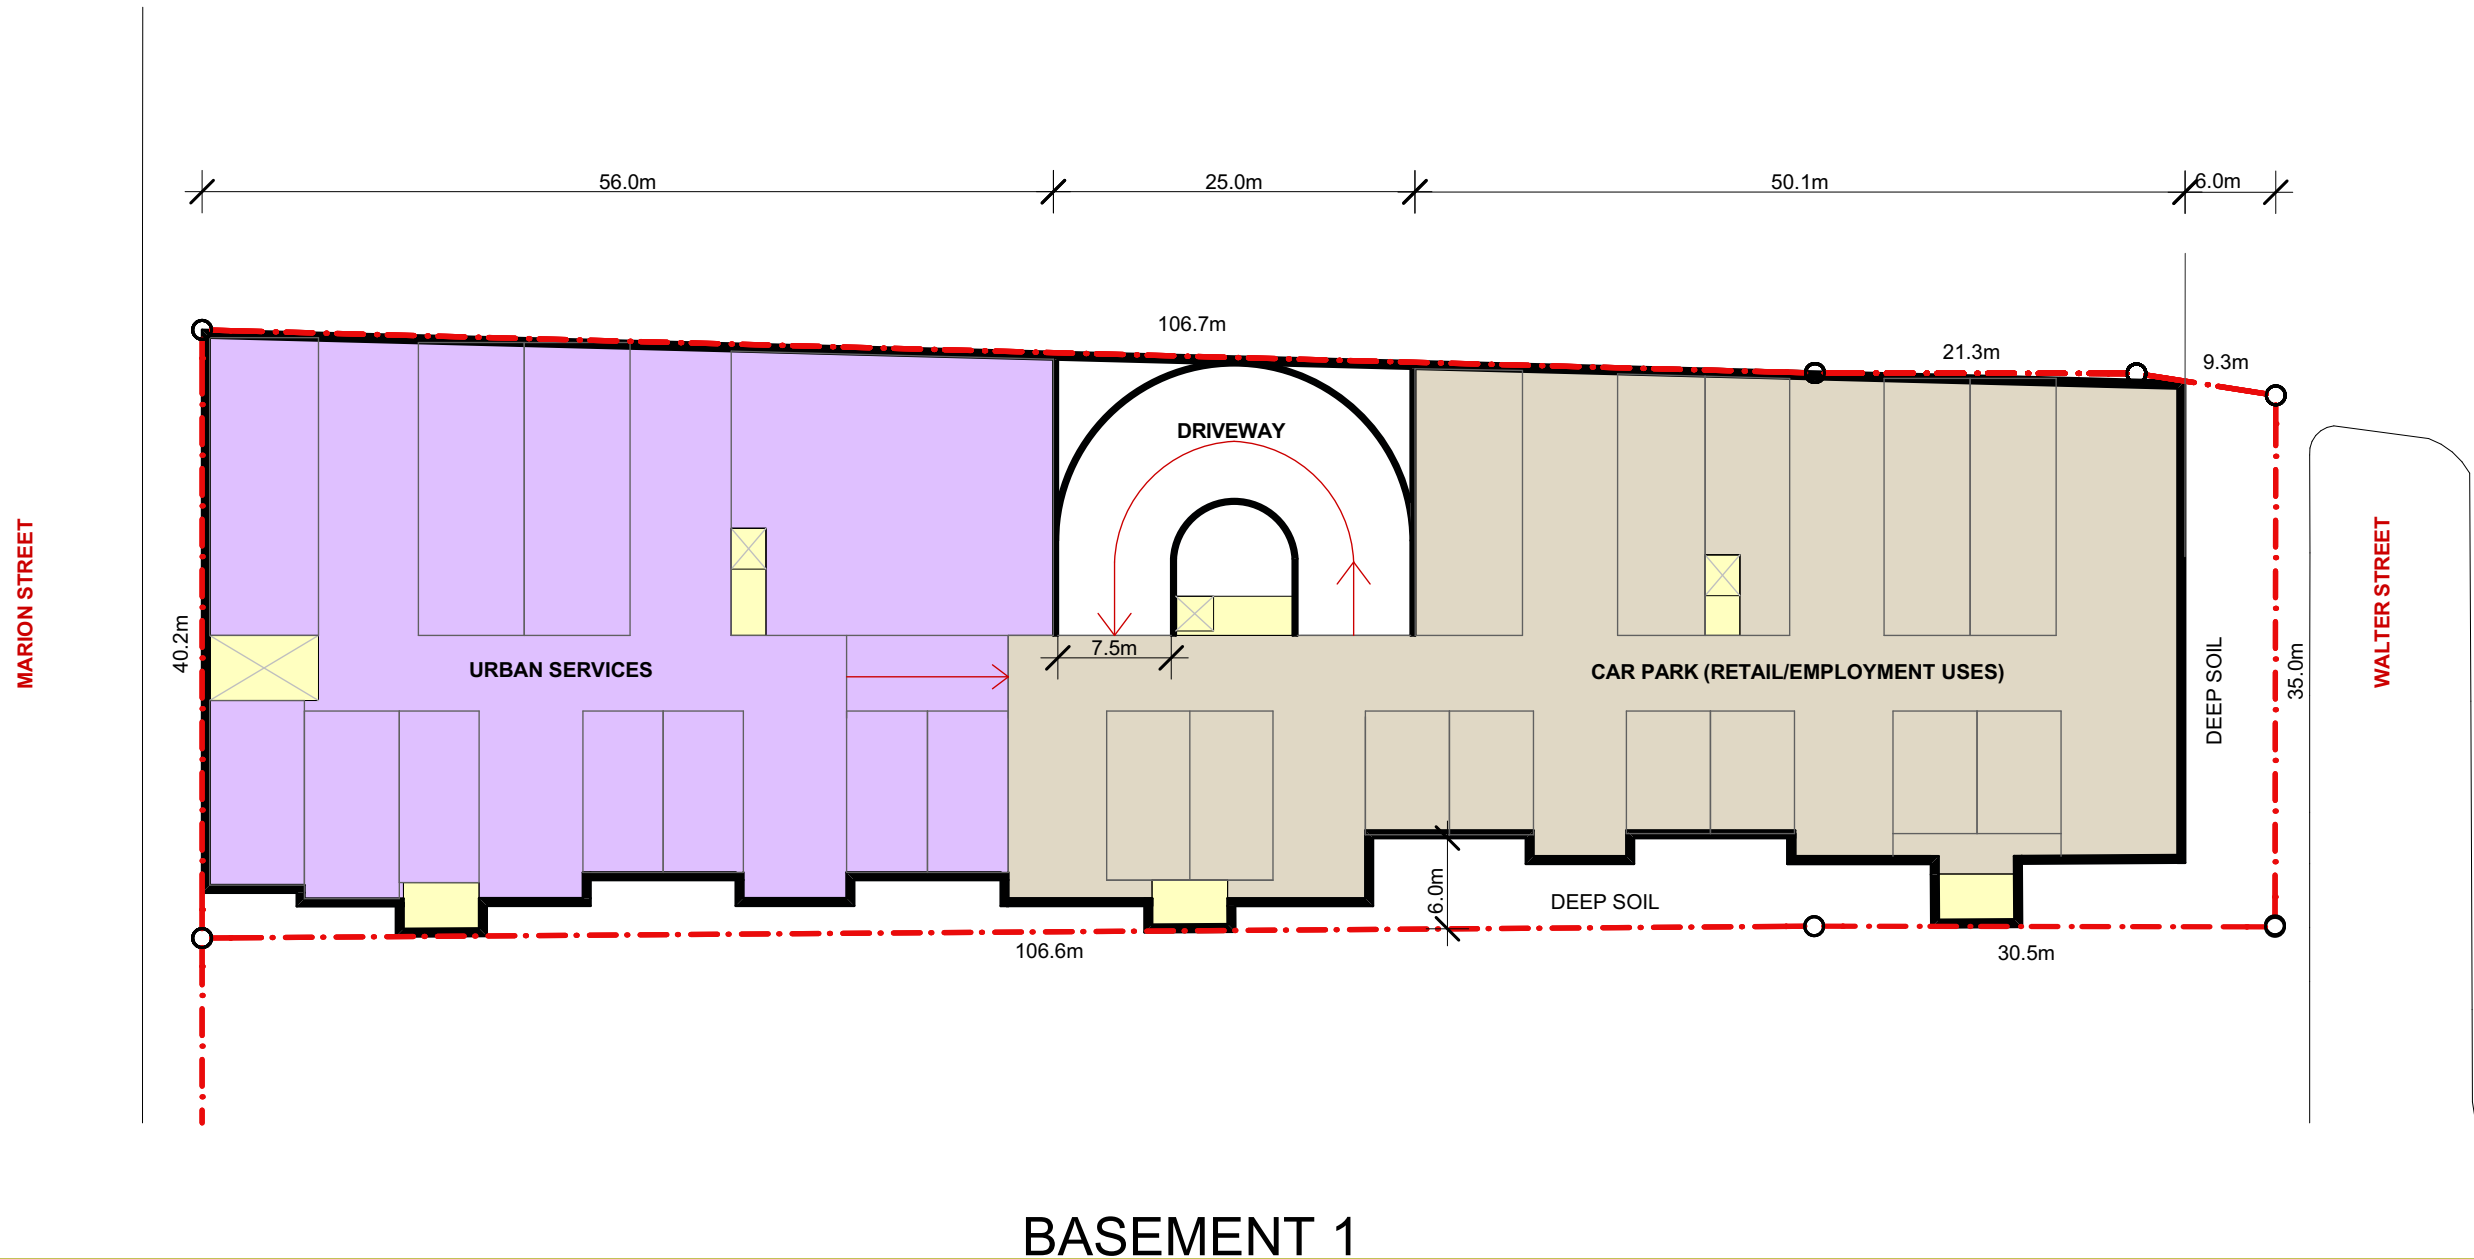 56.0m
25.0m
50.1m
6.0m
106.7m
21.3m
9.3m
DRIVEWAY
MARION STREET
WALTER STREET
40.2m
7.5m
URBAN SERVICES
CAR PARK (RETAIL/EMPLOYMENT USES)
DEEP SOIL
35.0m
6.0m
DEEP SOIL
106.6m
30.5m
BASEMENT 1